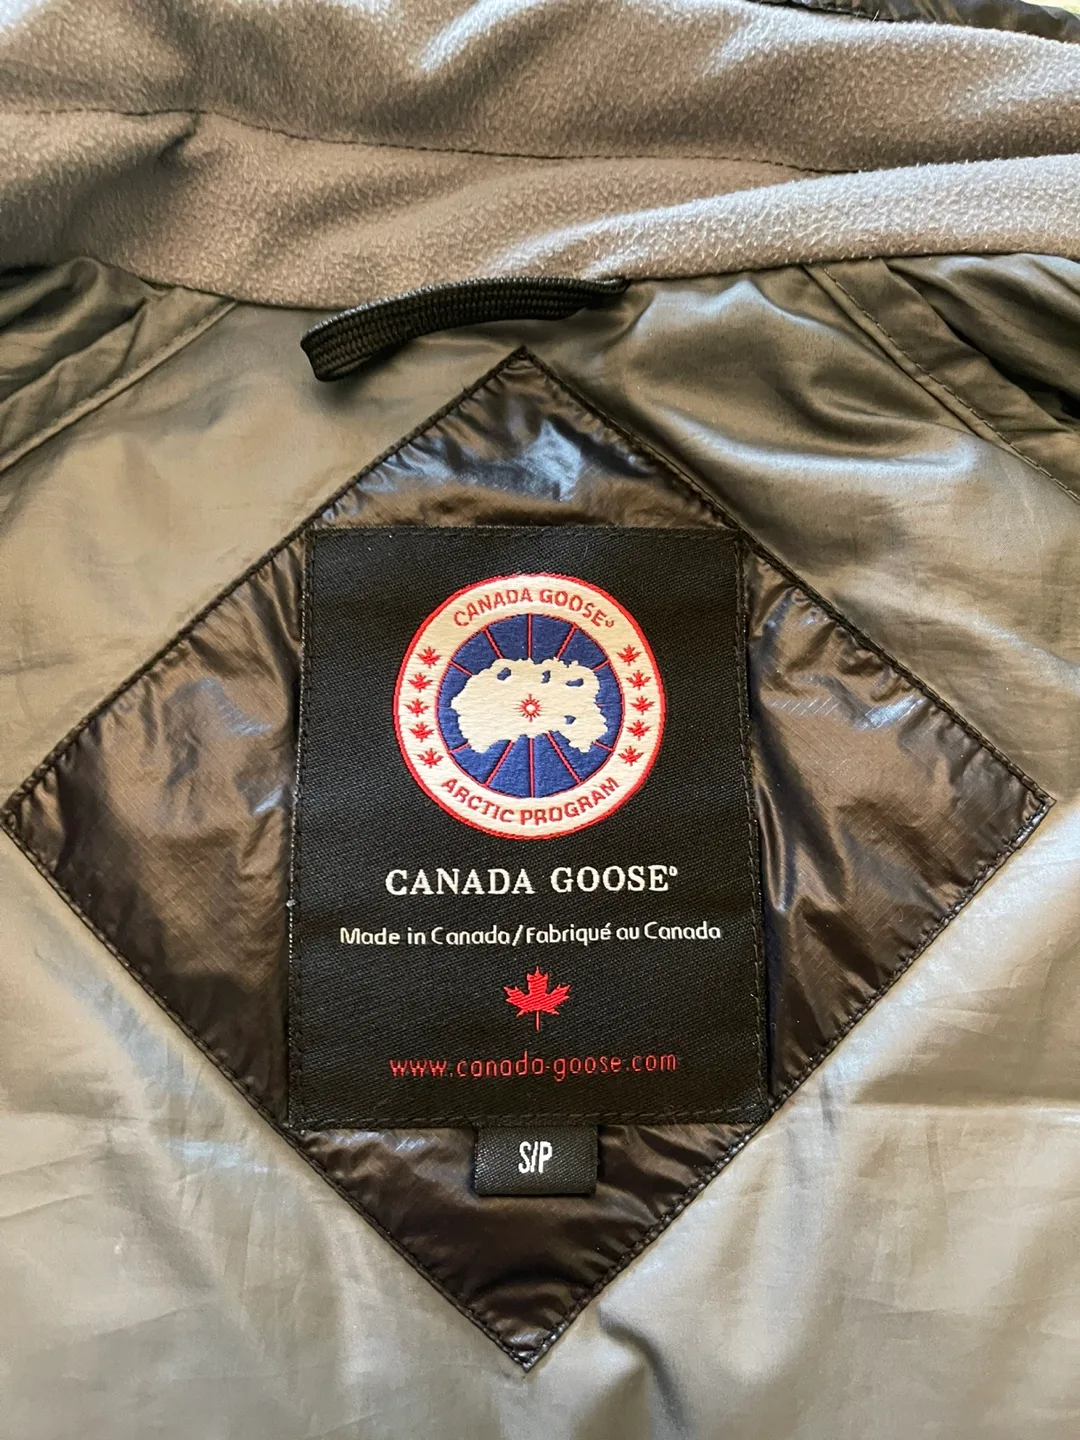 CANADA GOOSE®
ARCTIC PROGRAM
CANADA GOOSE®
Made in Canada/Fabriqué au Canada
www.canada-goose.com
S/P